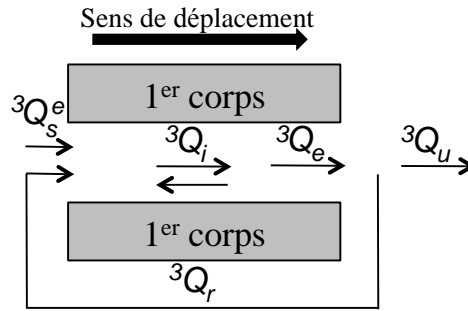 Sens de déplacement
1er corps
³Qₛᵉ
³Qᵢ
³Qₑ
³Qᵤ
1er corps
³Qᵣ